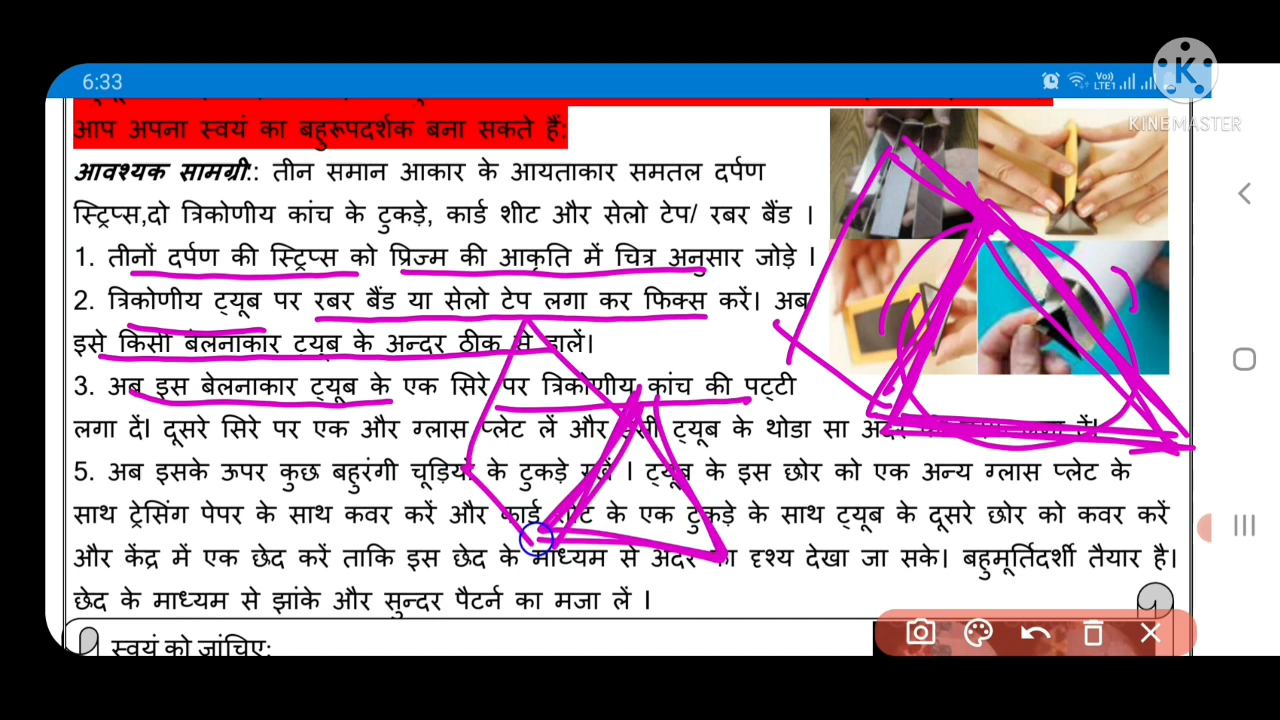 6:33
Vo) LTE1
K
KINEMASTER
आप अपना स्वयं का बहुरूपदर्शक बना सकते हैं:
आवश्यक सामग्री:: तीन समान आकार के आयताकार समतल दर्पण
स्ट्रिप्स,दो त्रिकोणीय कांच के टुकड़े, कार्ड शीट और सेलो टेप/ रबर बैंड ।
1. तीनों दर्पण की स्ट्रिप्स को प्रिज्म की आकृति में चित्र अनुसार जोड़े ।
2. त्रिकोणीय ट्यूब पर रबर बैंड या सेलो टेप लगा कर फिक्स करें। अब
इसे किसी बेलनाकार ट्यूब के अन्दर ठीक से डालें।
3. अब इस बेलनाकार ट्यूब के एक सिरे पर त्रिकोणीय कांच की पट्टी
लगा दें। दूसरे सिरे पर एक और ग्लास प्लेट लें और ट्यूब के थोडा सा
5. अब इसके ऊपर कुछ बहुरंगी चूड़ियों के टुकड़े रखें । ट्यूब के इस छोर को एक अन्य ग्लास प्लेट के
साथ ट्रेसिंग पेपर के साथ कवर करें और कार्ड शीट के एक टुकड़े के साथ ट्यूब के दूसरे छोर को कवर करें
और केंद्र में एक छेद करें ताकि इस छेद के माध्यम से अंदर का दृश्य देखा जा सके। बहुमूर्तिदर्शी तैयार है।
छेद के माध्यम से झांके और सुन्दर पैटर्न का मजा लें ।
स्वयं को जांचिए: